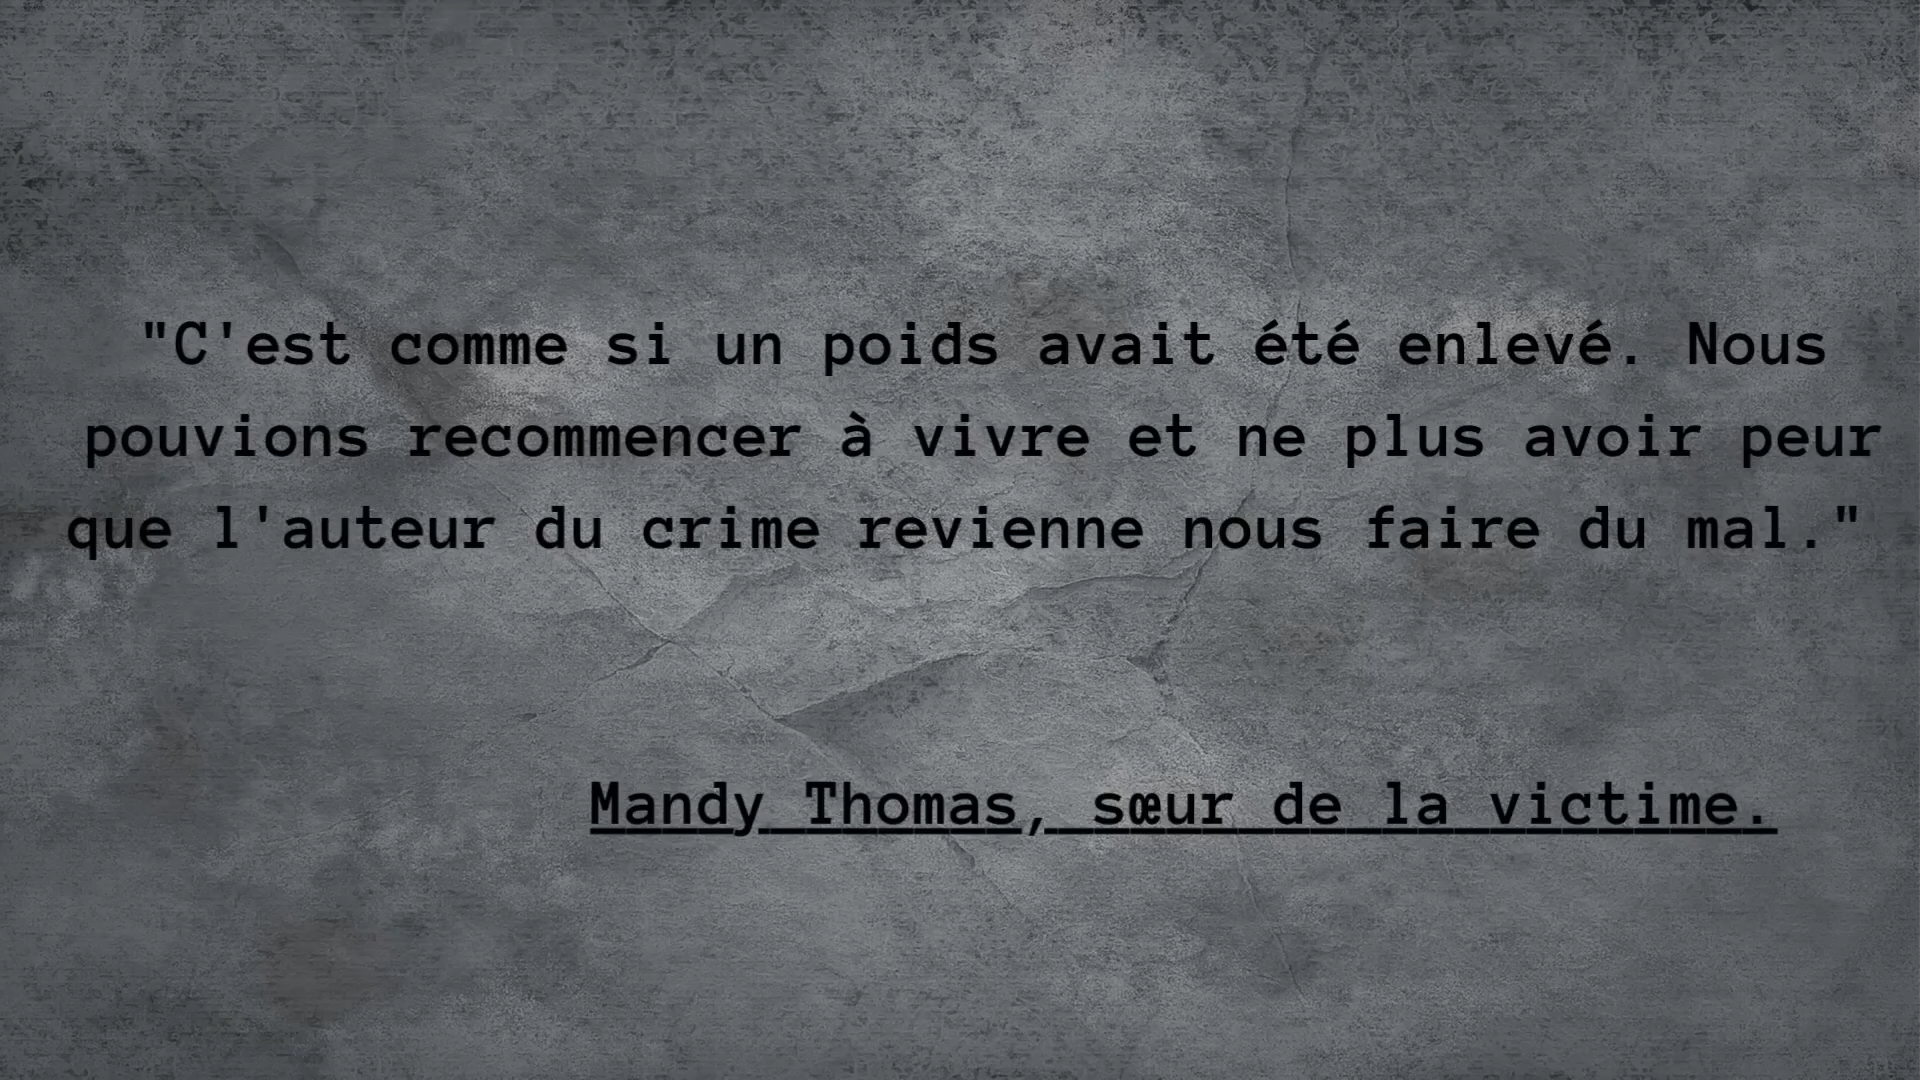 "C'est comme si un poids avait été enlevé. Nous
pouvions recommencer à vivre et ne plus avoir peur
que l'auteur du crime revienne nous faire du mal."
Mandy Thomas, sœur de la victime.